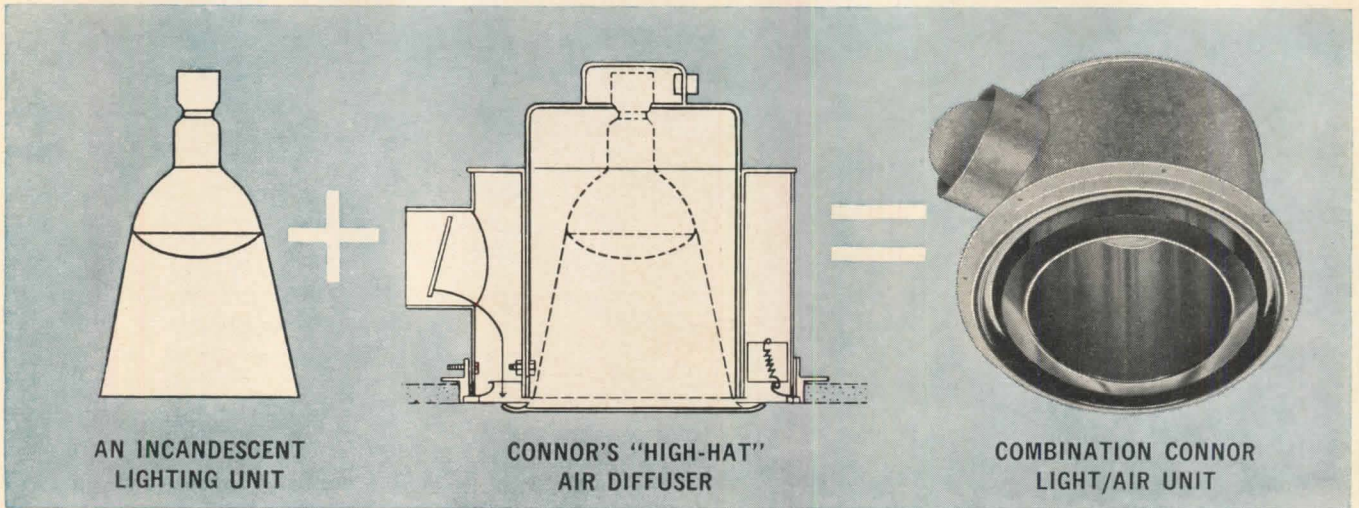 AN INCANDESCENT
LIGHTING UNIT
CONNOR'S “HIGH-HAT”
AIR DIFFUSER
COMBINATION CONNOR
LIGHT/AIR UNIT